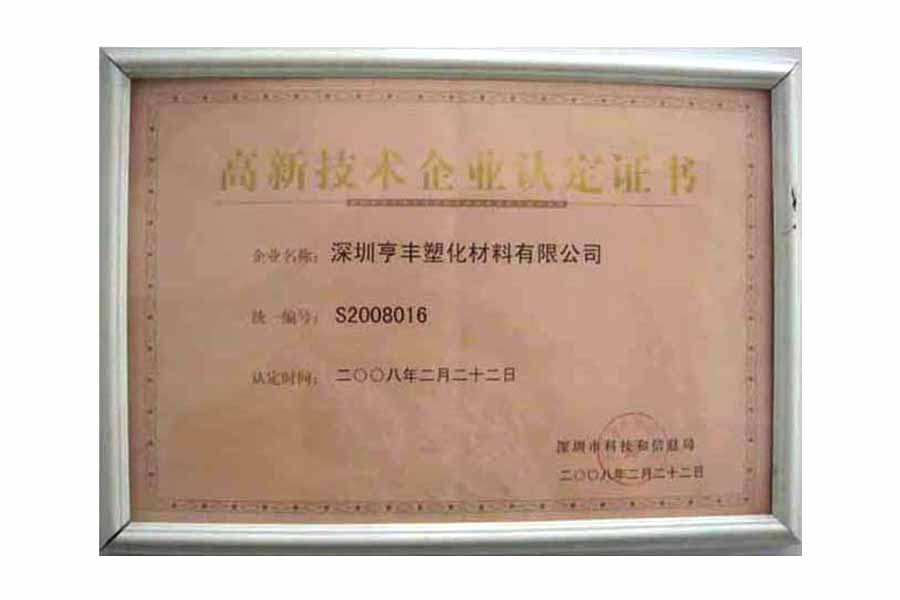 高新技术企业认定证书
企业名称：深圳亨丰塑化材料有限公司
统一编号：S2008016
认定时间：二〇〇八年二月二十二日
深圳市科技和信息局
二〇〇八年二月二十二日